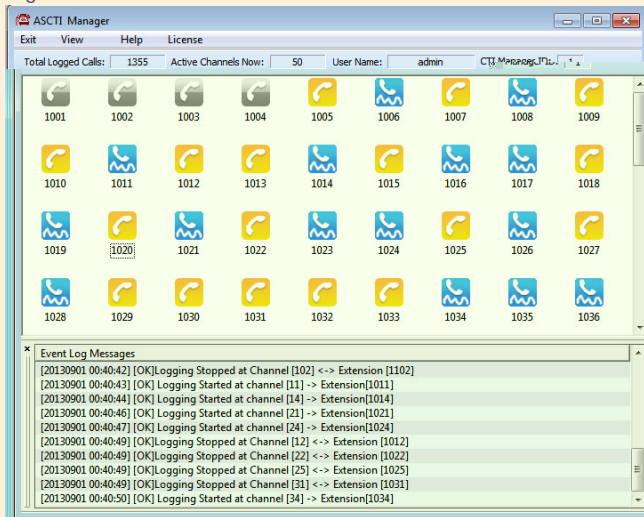 ASCTI Manager
Exit View Help License
Total Logged Calls: 1355 Active Channels Now: 50 User Name: admin CTI Manager ID:
1001 1002 1003 1004 1005 1006 1007 1008 1009
1010 1011 1012 1013 1014 1015 1016 1017 1018
1019 1020 1021 1022 1023 1024 1025 1026 1027
1028 1029 1030 1031 1032 1033 1034 1035 1036
Event Log Messages
[20130901 00:40:42] [OK]Logging Stopped at Channel [102] <-> Extension [1102]
[20130901 00:40:43] [OK] Logging Started at channel [11] -> Extension[1011]
[20130901 00:40:44] [OK] Logging Started at channel [14] -> Extension[1014]
[20130901 00:40:46] [OK] Logging Started at channel [21] -> Extension[1021]
[20130901 00:40:47] [OK] Logging Started at channel [24] -> Extension[1024]
[20130901 00:40:49] [OK]Logging Stopped at Channel [12] <-> Extension [1012]
[20130901 00:40:49] [OK]Logging Stopped at Channel [22] <-> Extension [1022]
[20130901 00:40:49] [OK]Logging Stopped at Channel [25] <-> Extension [1025]
[20130901 00:40:49] [OK]Logging Stopped at Channel [31] <-> Extension [1031]
[20130901 00:40:50] [OK] Logging Started at channel [34] -> Extension[1034]